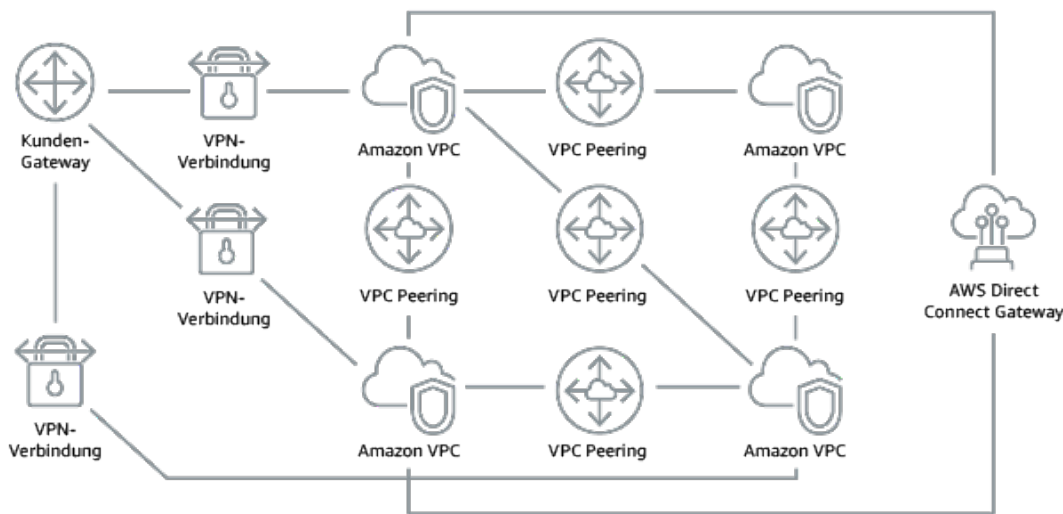 Kunden-
Gateway
VPN-
Verbindung
Amazon VPC
VPC Peering
Amazon VPC
VPN-
Verbindung
VPC Peering
VPC Peering
VPC Peering
AWS Direct
Connect Gateway
VPN-
Verbindung
Amazon VPC
VPC Peering
Amazon VPC